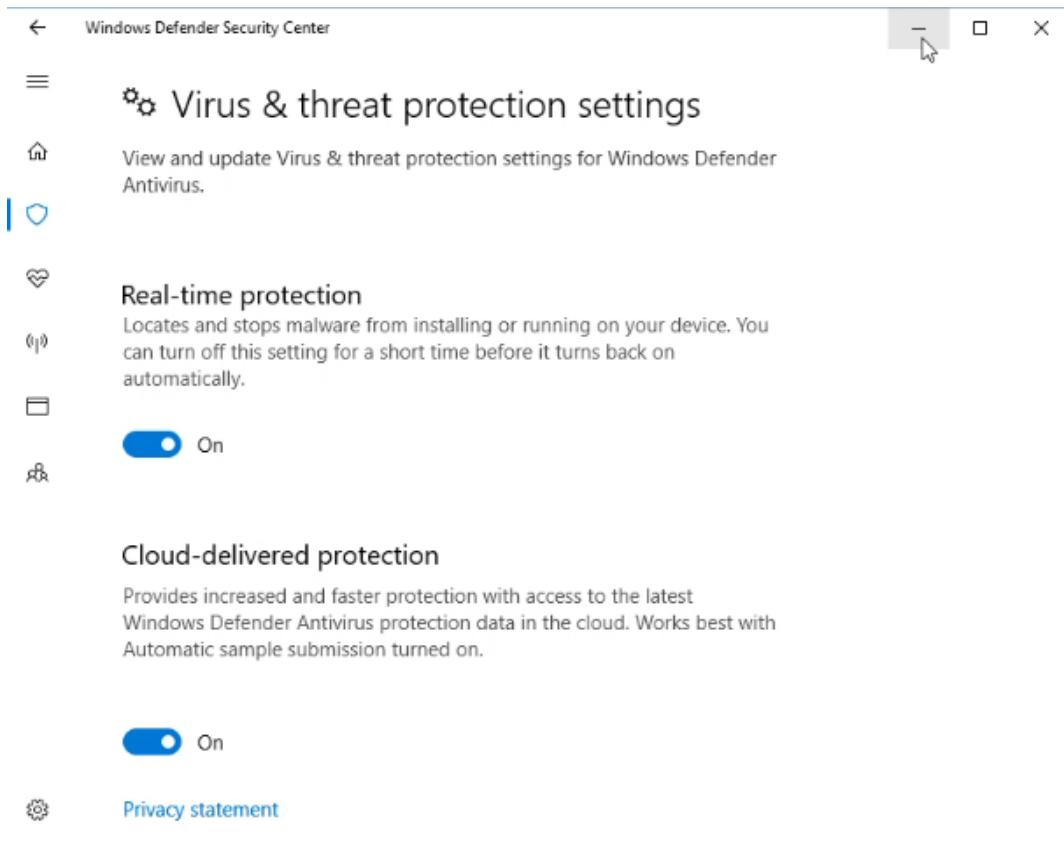 Windows Defender Security Center
Virus & threat protection settings
View and update Virus & threat protection settings for Windows Defender
Antivirus.
Real-time protection
Locates and stops malware from installing or running on your device. You
can turn off this setting for a short time before it turns back on
automatically.
On
Cloud-delivered protection
Provides increased and faster protection with access to the latest
Windows Defender Antivirus protection data in the cloud. Works best with
Automatic sample submission turned on.
On
Privacy statement